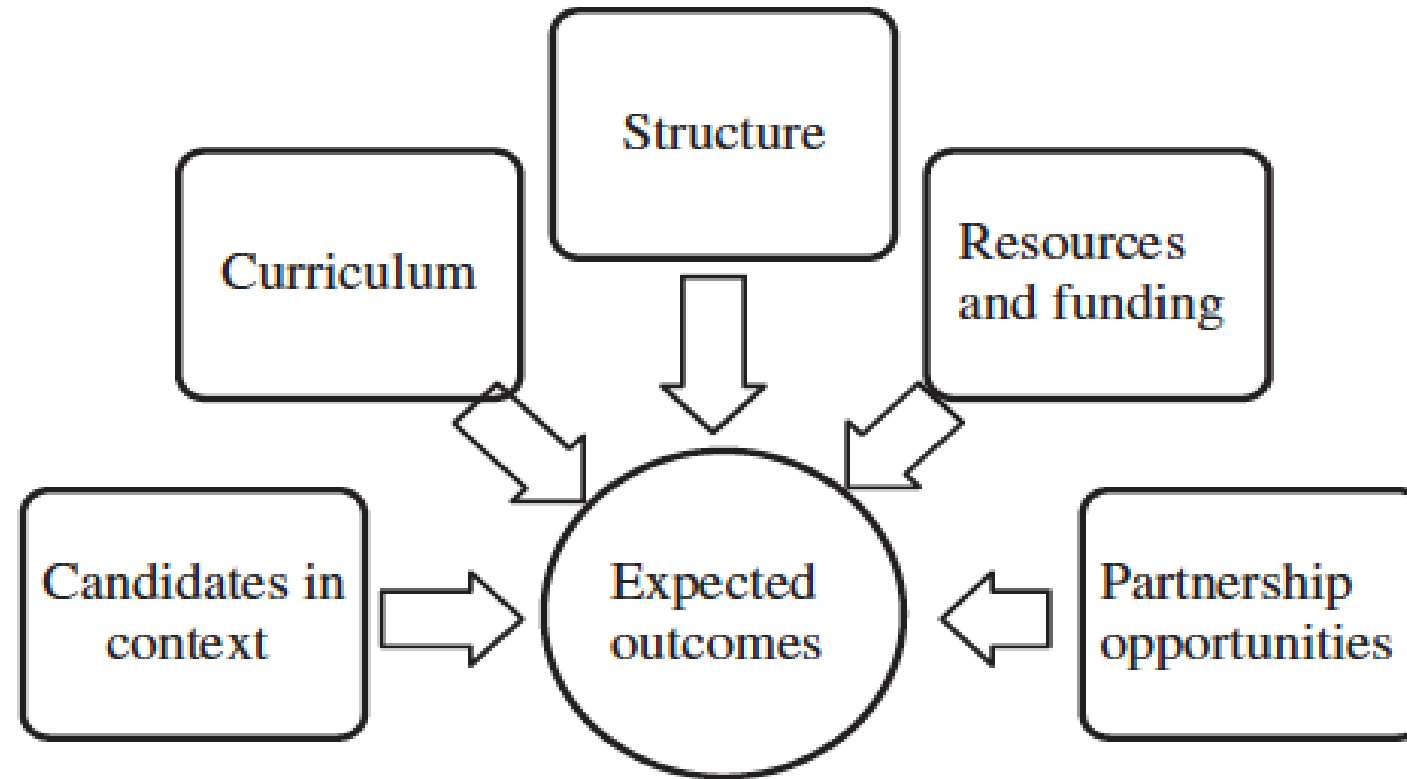 Structure
Curriculum
Resources
and funding
Candidates in
context
Expected
outcomes
Partnership
opportunities